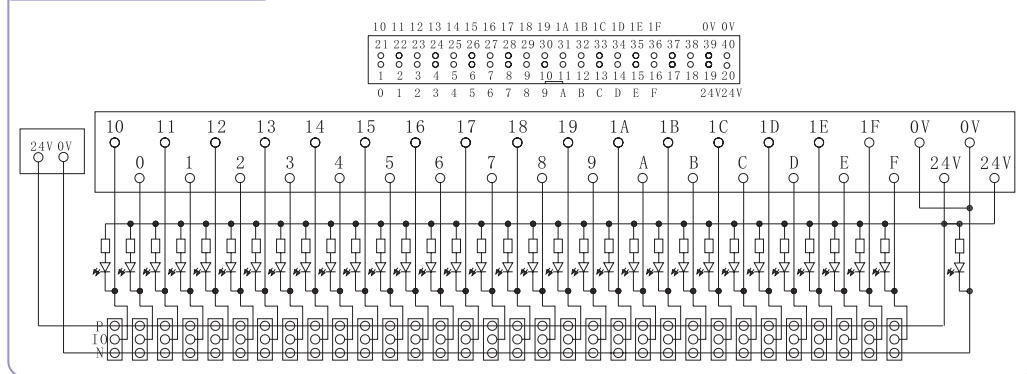 10 11 12 13 14 15 16 17 18 19 1A 1B 1C 1D 1E 1F 0V 0V
21 22 23 24 25 26 27 28 29 30 31 32 33 34 35 36 37 38 39 40
1 2 3 4 5 6 7 8 9 10 11 12 13 14 15 16 17 18 19 20
0 1 2 3 4 5 6 7 8 9 A B C D E F 24V 24V
10 11 12 13 14 15 16 17 18 19 1A 1B 1C 1D 1E 1F 0V 0V
24V 0V
0 1 2 3 4 5 6 7 8 9 A B C D E F 24V 24V
P
IO
N